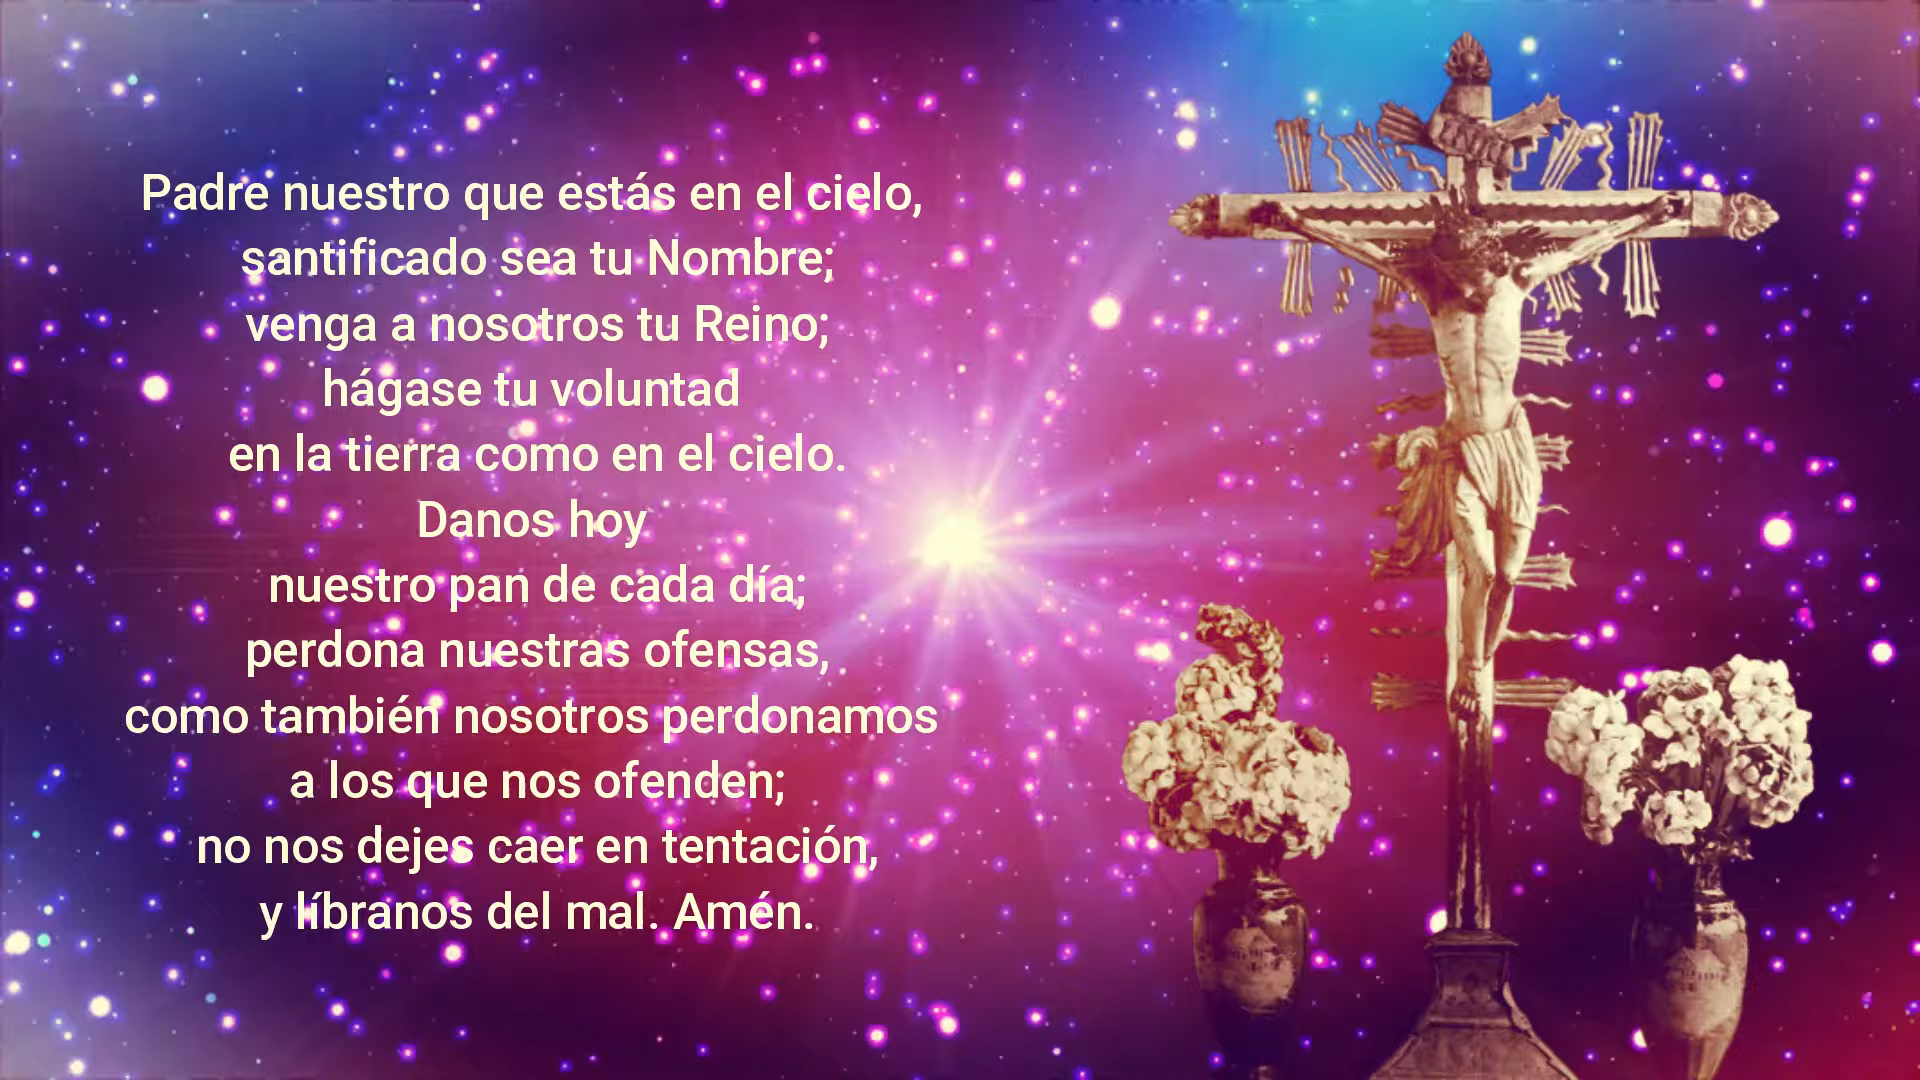 Padre nuestro que estás en el cielo,
santificado sea tu Nombre;
venga a nosotros tu Reino;
hágase tu voluntad
en la tierra como en el cielo.
Danos hoy
nuestro pan de cada día;
perdona nuestras ofensas,
como también nosotros perdonamos
a los que nos ofenden;
no nos dejes caer en tentación,
y líbranos del mal. Amén.